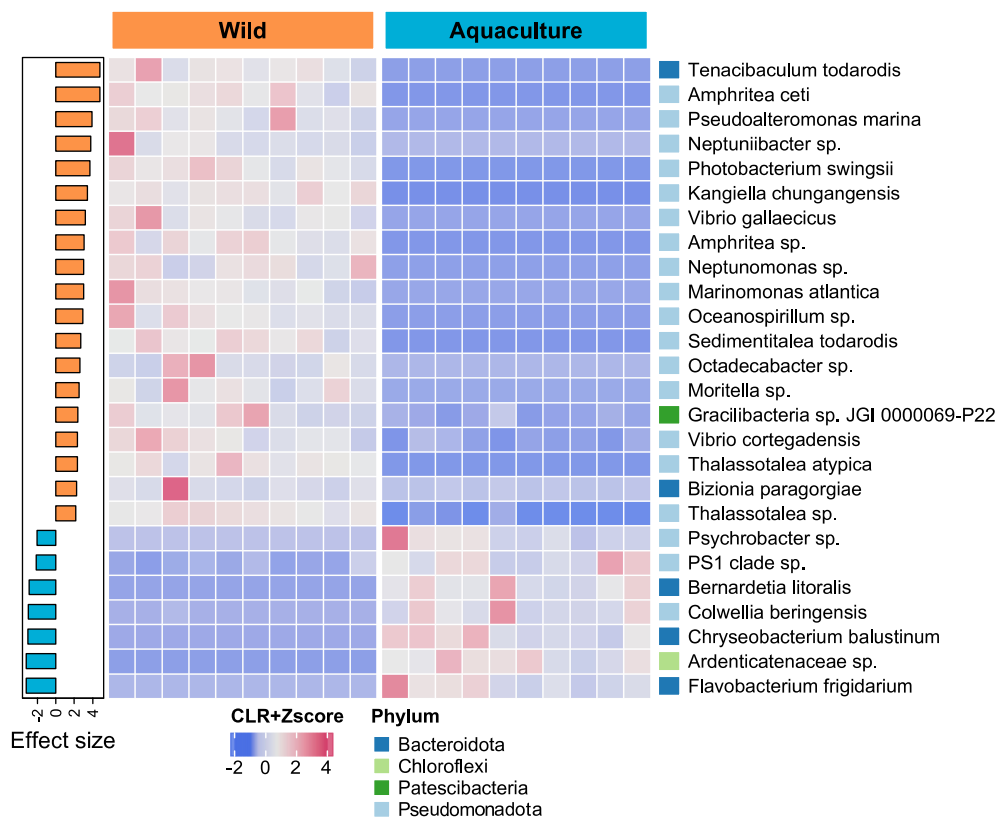 Wild Aquaculture
Tenacibaculum todarodis
Amphritea ceti
Pseudoalteromonas marina
Neptuniibacter sp.
Photobacterium swingsii
Kangiella chungangensis
Vibrio gallaecicus
Amphritea sp.
Neptunomonas sp.
Marinomonas atlantica
Oceanospirillum sp.
Sedimentitalea todarodis
Octadecabacter sp.
Moritella sp.
Gracilibacteria sp. JGI 0000069-P22
Vibrio cortegadensis
Thalassotalea atypica
Bizionia paragorgiae
Thalassotalea sp.
Psychrobacter sp.
PS1 clade sp.
Bernardetia litoralis
Colwellia beringensis
Chryseobacterium balustinum
Ardenticatenaceae sp.
Flavobacterium frigidarium
-2 0 2 4
Effect size
CLR+Zscore
-2 0 2 4
Phylum
Bacteroidota
Chloroflexi
Patescibacteria
Pseudomonadota